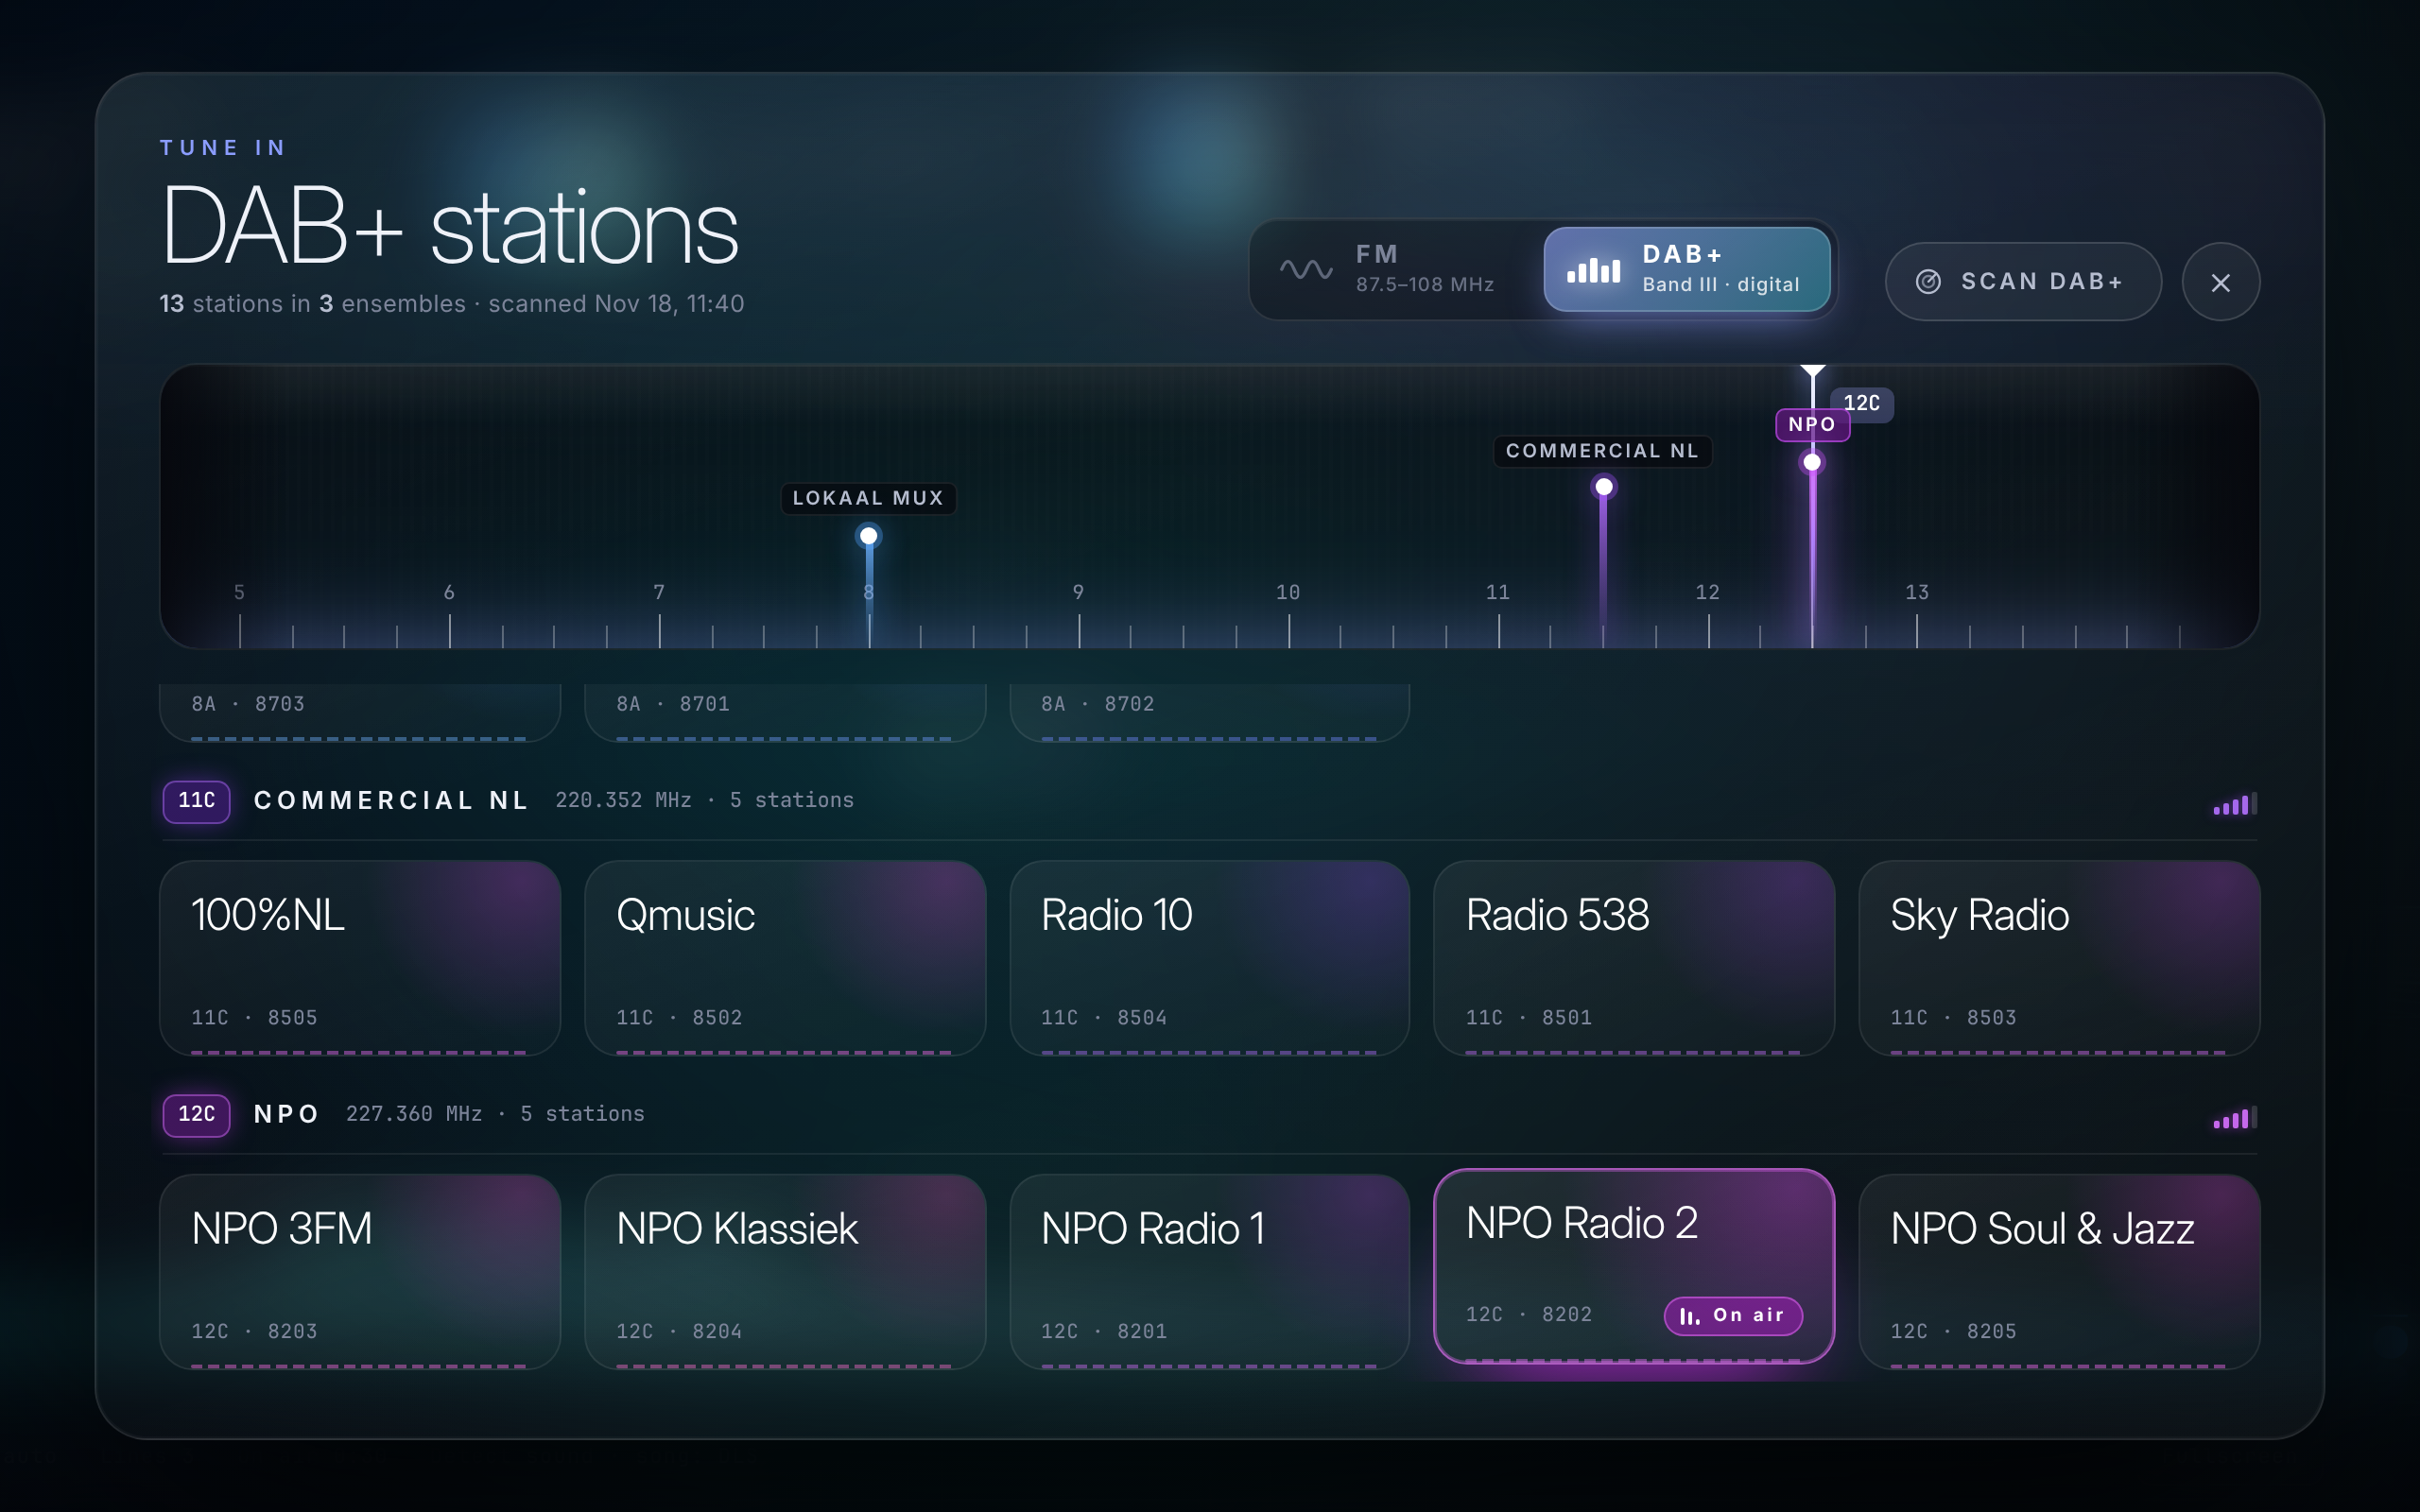 TUNE IN
DAB+ stations
13 stations in 3 ensembles · scanned Nov 18, 11:40
FM
87.5–108 MHz
DAB+
Band III · digital
SCAN DAB+
12C
NPO
COMMERCIAL NL
LOKAAL MUX
5 6 7 8 9 10 11 12 13
8A · 8703
8A · 8701
8A · 8702
11C COMMERCIAL NL 220.352 MHz · 5 stations
100%NL
11C · 8505
Qmusic
11C · 8502
Radio 10
11C · 8504
Radio 538
11C · 8501
Sky Radio
11C · 8503
12C NPO 227.360 MHz · 5 stations
NPO 3FM
12C · 8203
NPO Klassiek
12C · 8204
NPO Radio 1
12C · 8201
NPO Radio 2
12C · 8202
On air
NPO Soul & Jazz
12C · 8205